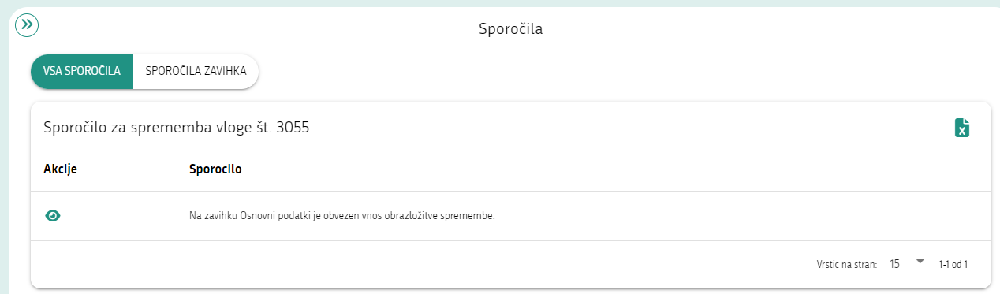 Sporočila
VSA SPOROČILA SPOROČILA ZAVIHKA
Sporočilo za sprememba vloge št. 3055
Akcije Sporocilo
Na zavihku Osnovni podatki je obvezen vnos obrazložitve spremembe.
Vrstic na stran: 15 1-1 od 1